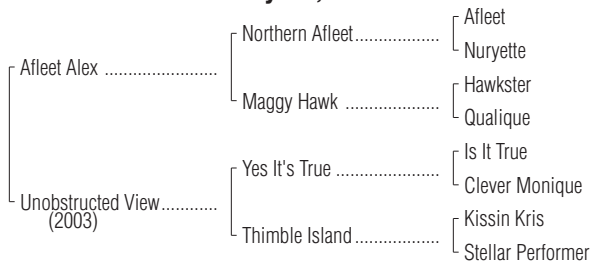 Afleet
Northern Afleet..................
Nuryette
Afleet Alex ........................
Hawkster
Maggy Hawk ....................
Qualique
Is It True
Yes It's True ......................
Clever Monique
Unobstructed View............
(2003)
Kissin Kris
Thimble Island..................
Stellar Performer